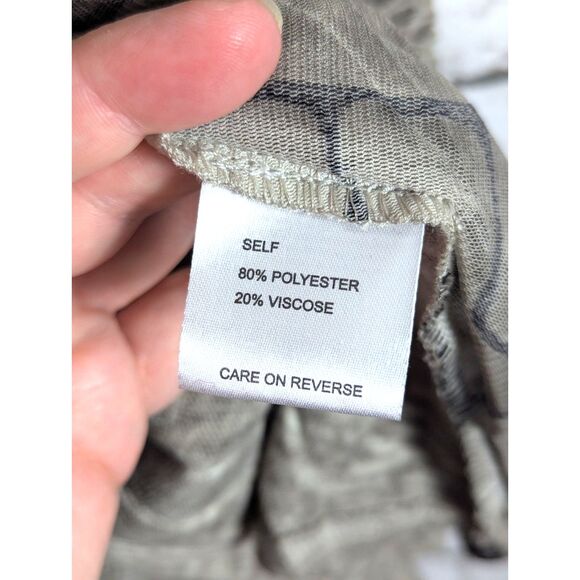 SELF
80% POLYESTER
20% VISCOSE
CARE ON REVERSE